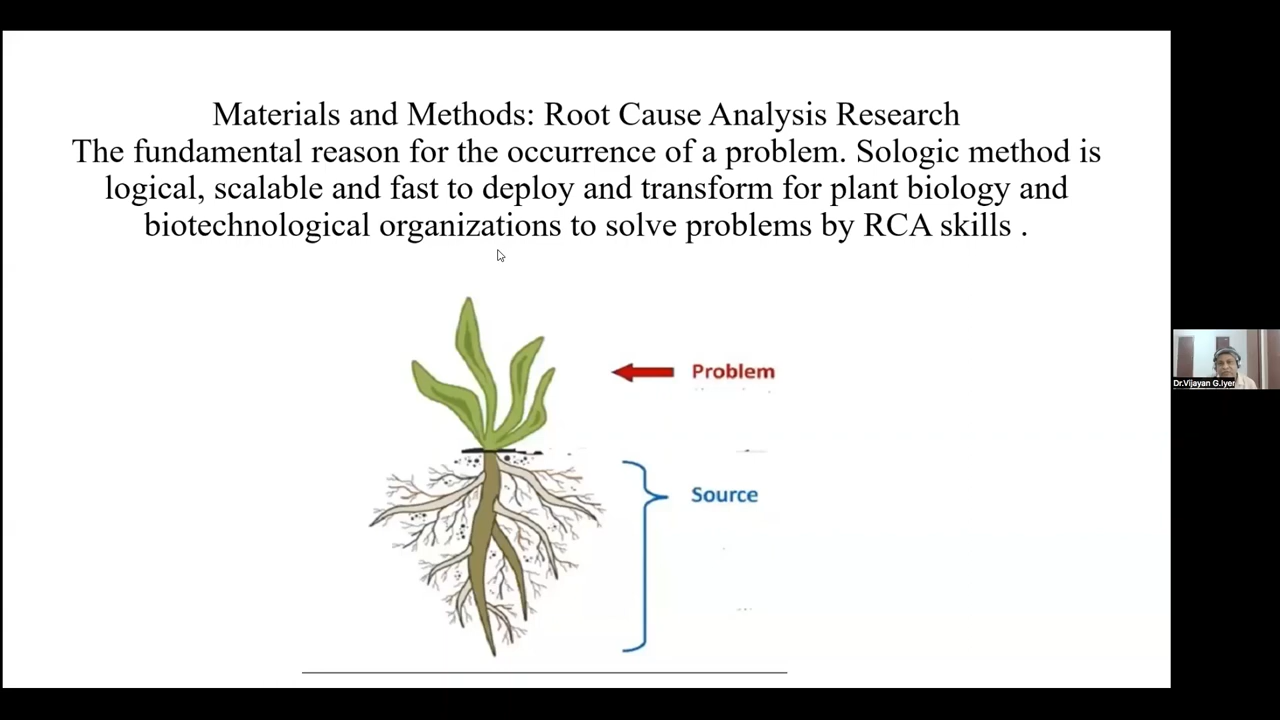 Materials and Methods: Root Cause Analysis Research
The fundamental reason for the occurrence of a problem. Sologic method is
logical, scalable and fast to deploy and transform for plant biology and
biotechnological organizations to solve problems by RCA skills .
Problem
Dr.Vijayan G.Iyer
Source